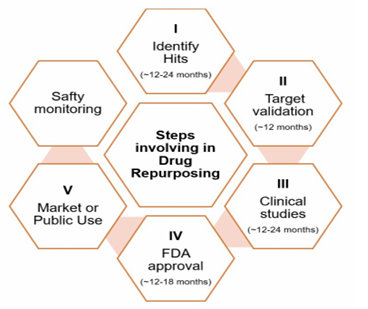 I
Identify
Hits
(~12-24 months)
II
Target
validation
(~12 months)
III
Clinical
studies
(~12-24 months)
IV
FDA
approval
(~12-18 months)
V
Market or
Public Use
Safty
monitoring
Steps
involving in
Drug
Repurposing